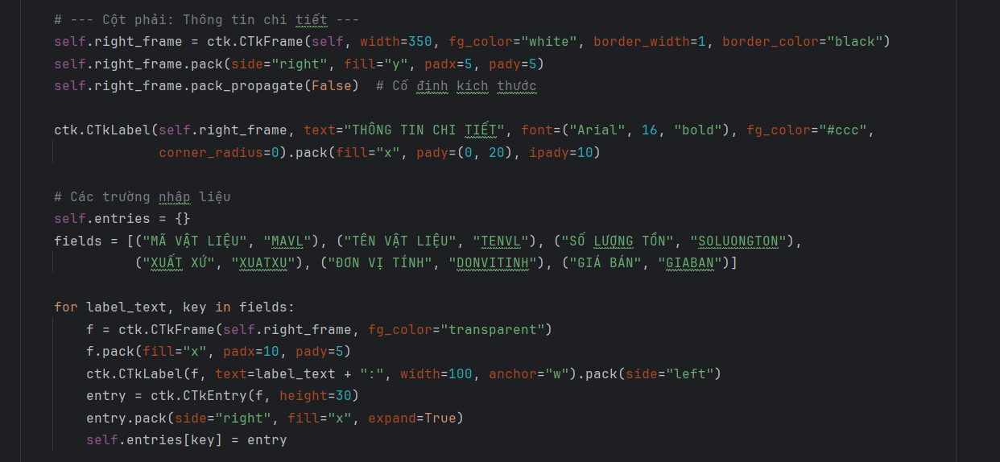 # --- Cột phải: Thông tin chi tiết ---
self.right_frame = ctk.CTkFrame(self, width=350, fg_color="white", border_width=1, border_color="black")
self.right_frame.pack(side="right", fill="y", padx=5, pady=5)
self.right_frame.pack_propagate(False)  # Cố định kích thước
ctk.CTkLabel(self.right_frame, text="THÔNG TIN CHI TIẾT", font=("Arial", 16, "bold"), fg_color="#ccc",
corner_radius=0).pack(fill="x", pady=(0, 20), ipady=10)
# Các trường nhập liệu
self.entries = {}
fields = [("MÃ VẬT LIỆU", "MAVL"), ("TÊN VẬT LIỆU", "TENVL"), ("SỐ LƯỢNG TỒN", "SOLUONGTON"),
("XUẤT XỨ", "XUATXU"), ("ĐƠN VỊ TÍNH", "DONVITINH"), ("GIÁ BÁN", "GIABAN")]
for label_text, key in fields:
f = ctk.CTkFrame(self.right_frame, fg_color="transparent")
f.pack(fill="x", padx=10, pady=5)
ctk.CTkLabel(f, text=label_text + ":", width=100, anchor="w").pack(side="left")
entry = ctk.CTkEntry(f, height=30)
entry.pack(side="right", fill="x", expand=True)
self.entries[key] = entry